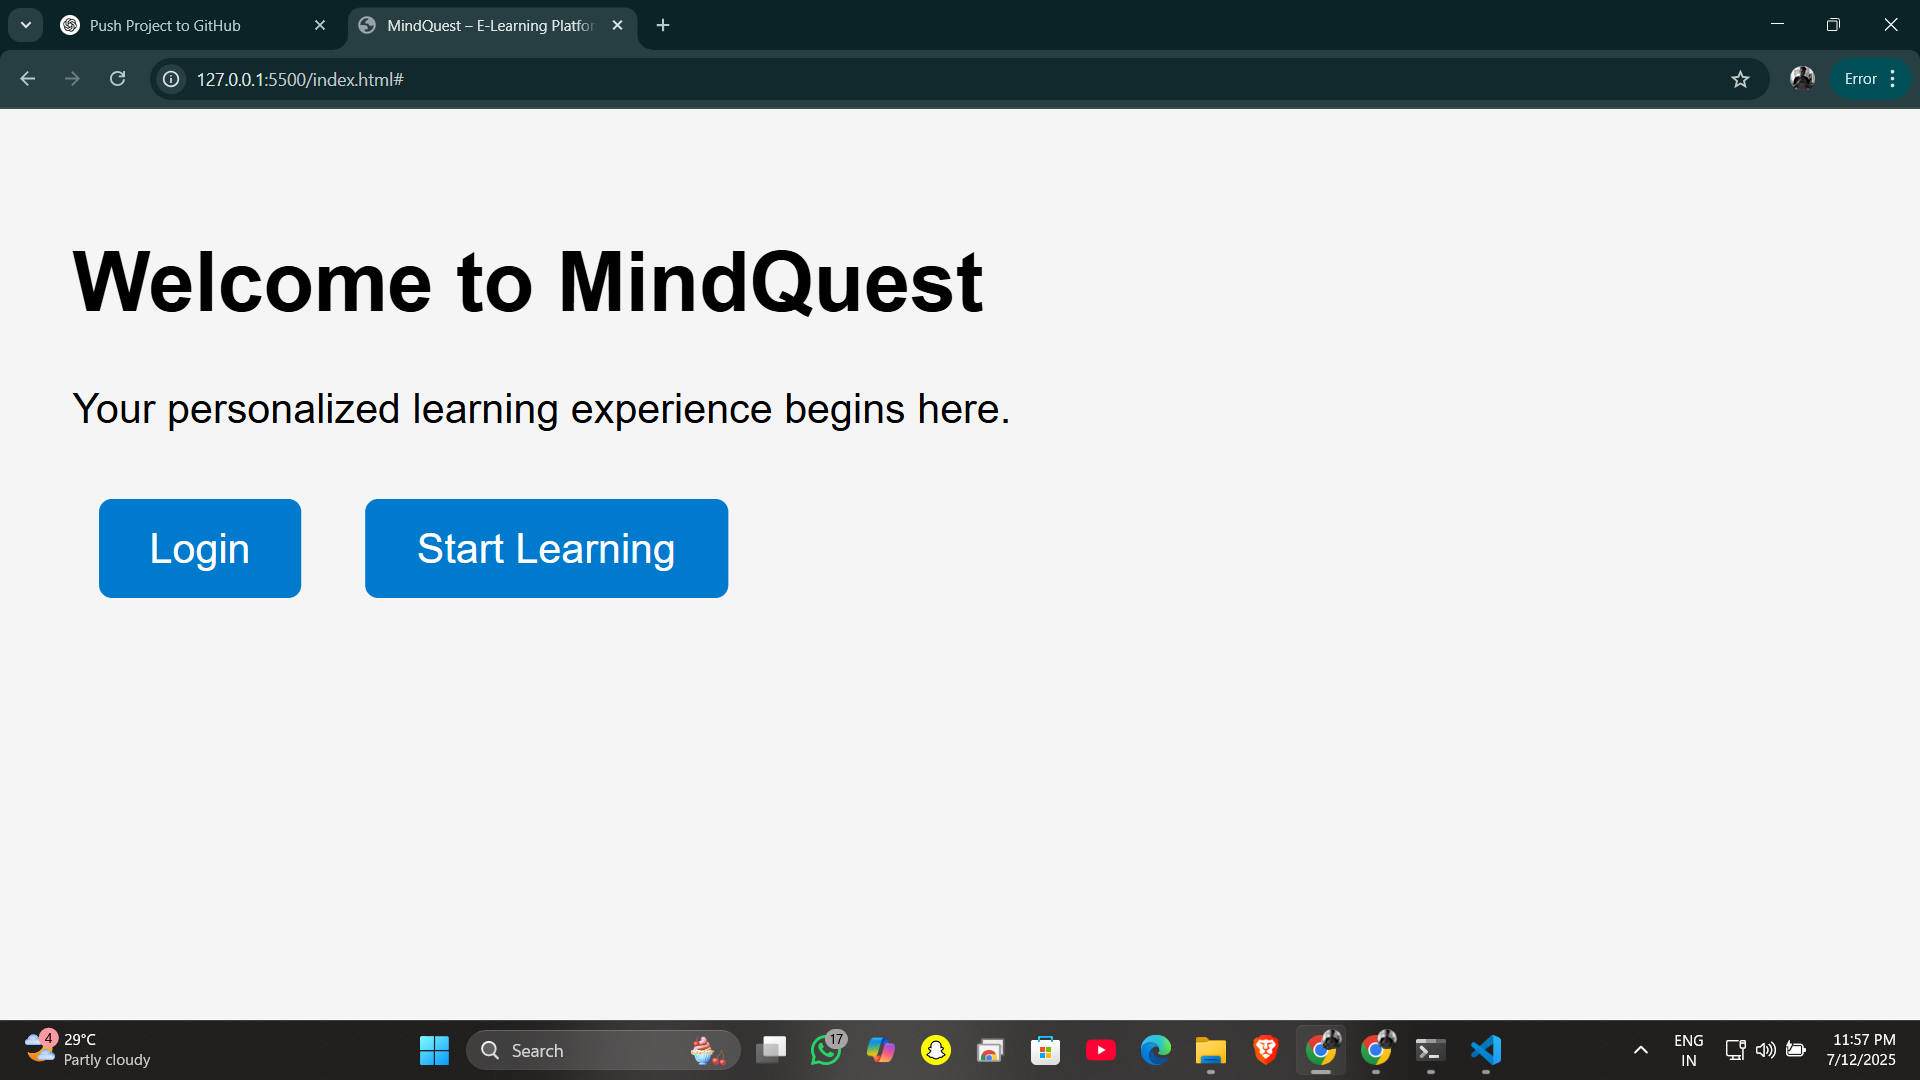 Push Project to GitHub
MindQuest – E-Learning Platfor
127.0.0.1:5500/index.html#
Error
Welcome to MindQuest
Your personalized learning experience begins here.
Login
Start Learning
4
29°C
Partly cloudy
Search
17
ENG
IN
11:57 PM
7/12/2025